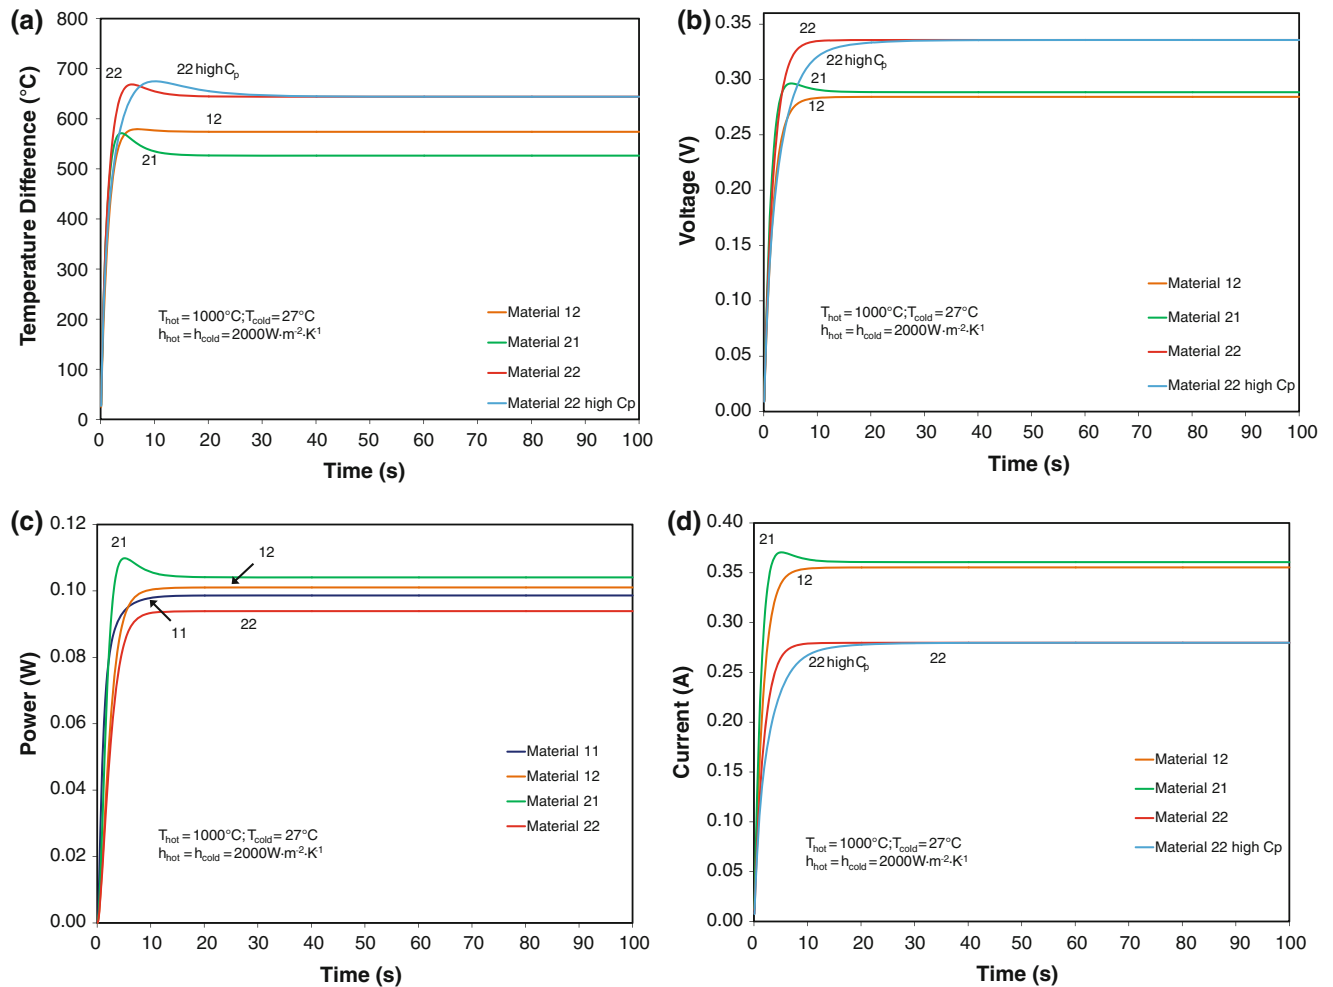 (a)
800
700
600
500
400
300
200
100
0
Temperature Difference (°C)
22
22 high Cp
12
21
Thot = 1000°C; Tcold = 27°C
hhot = hcold = 2000W·m-2·K-1
Material 12
Material 21
Material 22
Material 22 high Cp
0 10 20 30 40 50 60 70 80 90 100
Time (s)
(b)
0.35
0.30
0.25
0.20
0.15
0.10
0.05
0.00
Voltage (V)
22
22 high Cp
21
12
Thot = 1000°C; Tcold = 27°C
hhot = hcold = 2000W·m-2·K-1
Material 12
Material 21
Material 22
Material 22 high Cp
0 10 20 30 40 50 60 70 80 90 100
Time (s)
(c)
0.12
0.10
0.08
0.06
0.04
0.02
0.00
Power (W)
21
12
11
22
Material 11
Material 12
Material 21
Material 22
Thot = 1000°C; Tcold = 27°C
hhot = hcold = 2000W·m-2·K-1
0 10 20 30 40 50 60 70 80 90 100
Time (s)
(d)
0.40
0.35
0.30
0.25
0.20
0.15
0.10
0.05
0.00
Current (A)
21
12
22 high Cp
22
Material 12
Material 21
Material 22
Material 22 high Cp
Thot = 1000°C; Tcold = 27°C
hhot = hcold = 2000W·m-2·K-1
0 10 20 30 40 50 60 70 80 90 100
Time (s)